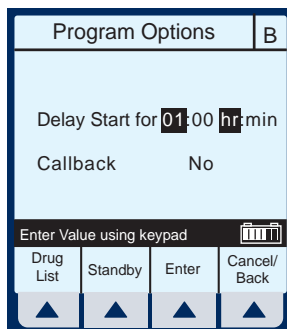 Program Options B
Delay Start for 01:00 hr:min
Callback No
Enter Value using keypad
Drug List Standby Enter Cancel/ Back